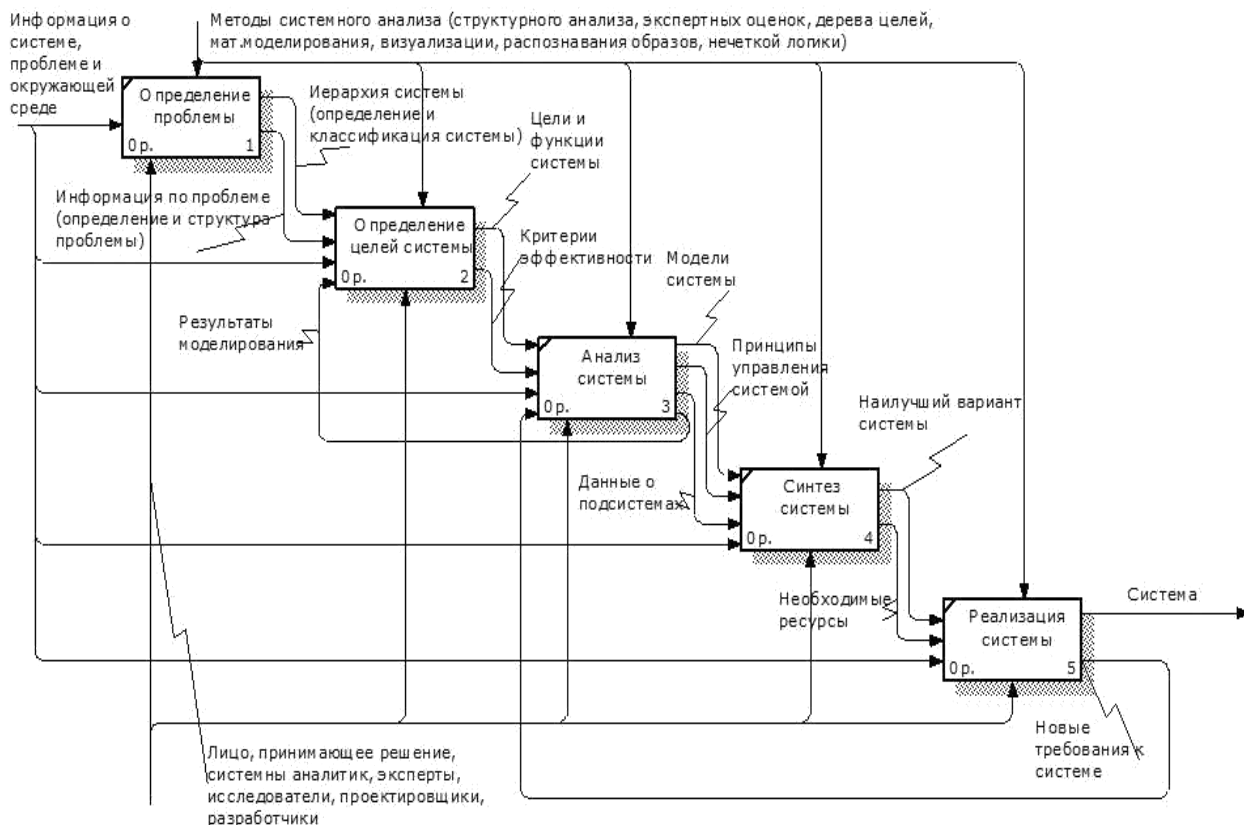 Информация о
системе,
проблеме и
окружающей
среде
Методы системного анализа (структурного анализа, экспертных оценок, дерева целей,
мат.моделирования, визуализации, распознавания образов, нечеткой логики)
Определение
проблемы
0р. 1
Иерархия системы
(определение и
классификация системы)
Цели и
функции
системы
Информация по проблеме
(определение и структура
проблемы)
Определение
целей системы
0р. 2
Критерии
эффективности
Модели
системы
Результаты
моделирования
Анализ
системы
0р. 3
Принципы
управления
системой
Наилучший вариант
системы
Данные о
подсистемах
Синтез
системы
0р. 4
Необходимые
ресурсы
Реализация
системы
0р. 5
Система
Новые
требования к
системе
Лицо, принимающее решение,
системны аналитик, эксперты,
исследователи, проектировщики,
разработчики